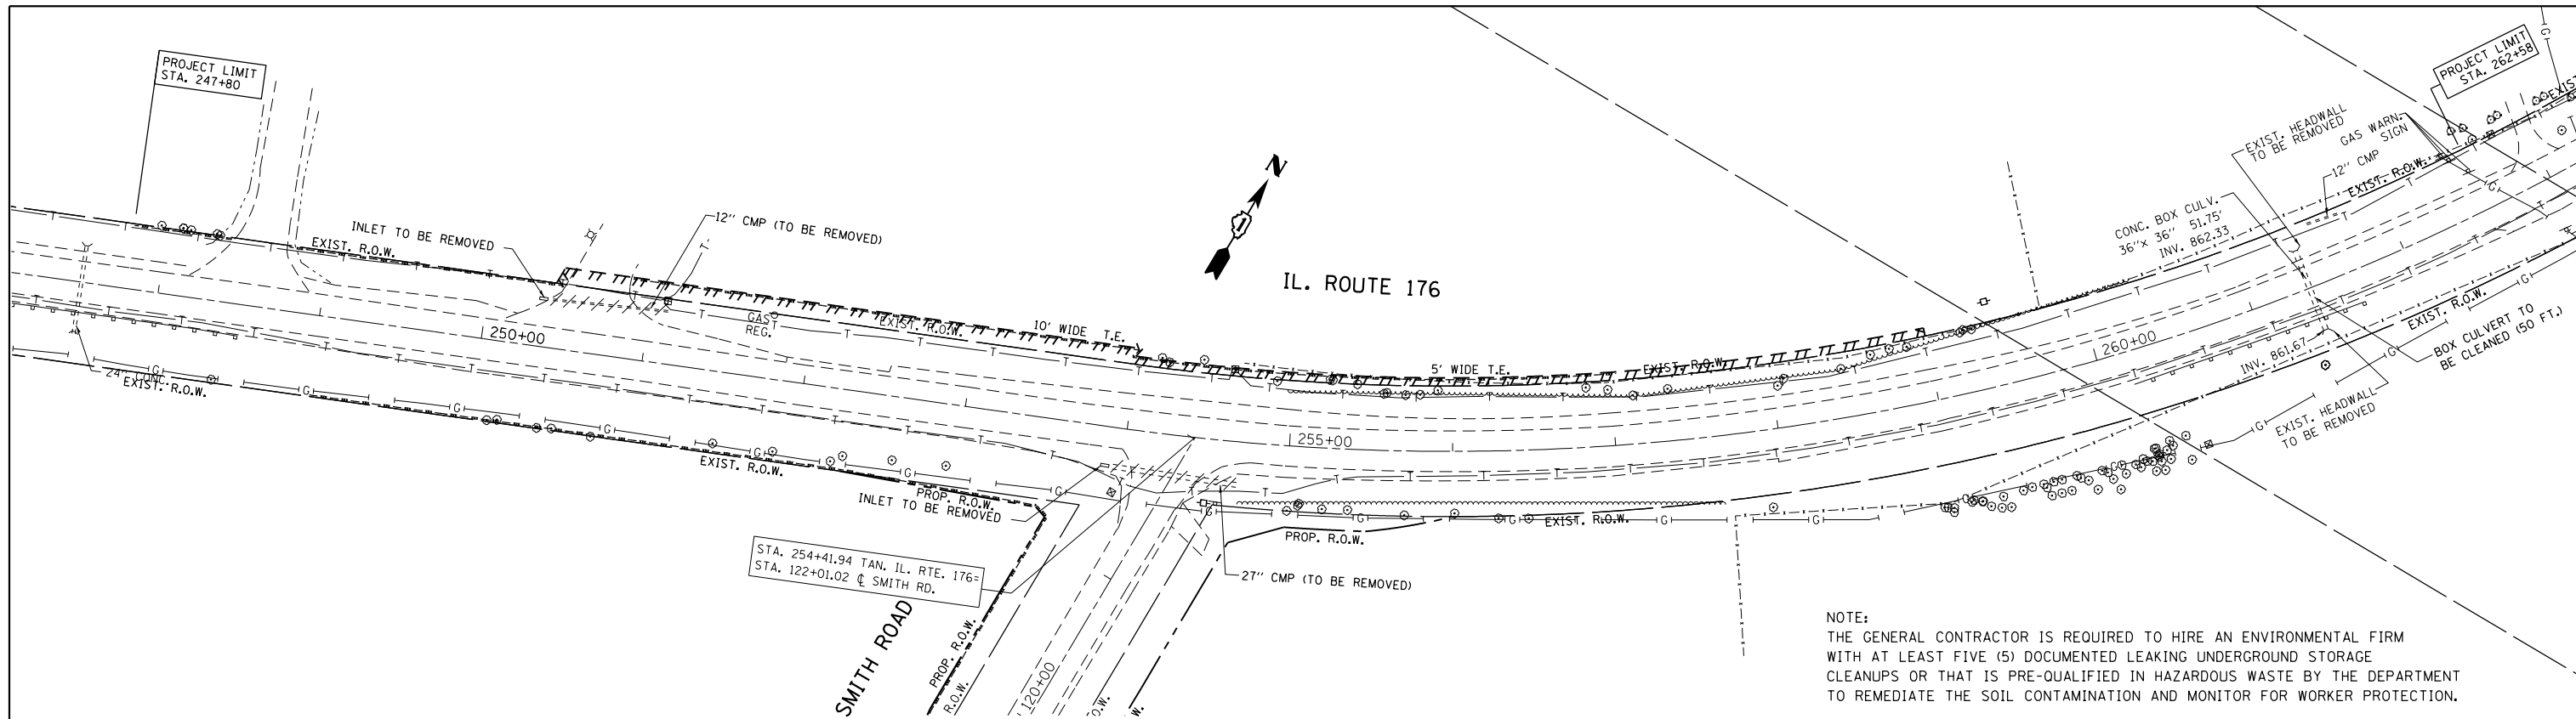 PROJECT LIMIT
STA. 247+80
INLET TO BE REMOVED
EXIST. R.O.W.
12" CMP (TO BE REMOVED)
GAS
REG.
EXIST. R.O.W.
10' WIDE T.E.
N
1
IL. ROUTE 176
5' WIDE T.E.
EXIST. R.O.W.
PROJECT LIMIT
STA. 262+58
EXIST. HEADWALL
TO BE REMOVED
GAS WARN.
SIGN
12" CMP
EXIST. R.O.W.
CONC. BOX CULV.
36"x 36" 51.75'
INV. 862.33
250+00
255+00
260+00
24" CONC.
EXIST. R.O.W.
EXIST. R.O.W.
PROP. R.O.W.
INLET TO BE REMOVED
STA. 254+41.94 TAN. IL. RTE. 176=
STA. 122+01.02 ℄ SMITH RD.
SMITH ROAD
PROP. R.O.W.
R.O.W.
120+00
27" CMP (TO BE REMOVED)
PROP. R.O.W.
EXIST. R.O.W.
INV. 861.67
EXIST. R.O.W.
BOX CULVERT TO
BE CLEANED (50 FT.)
EXIST. HEADWALL
TO BE REMOVED
NOTE:
THE GENERAL CONTRACTOR IS REQUIRED TO HIRE AN ENVIRONMENTAL FIRM
WITH AT LEAST FIVE (5) DOCUMENTED LEAKING UNDERGROUND STORAGE
CLEANUPS OR THAT IS PRE-QUALIFIED IN HAZARDOUS WASTE BY THE DEPARTMENT
TO REMEDIATE THE SOIL CONTAMINATION AND MONITOR FOR WORKER PROTECTION.